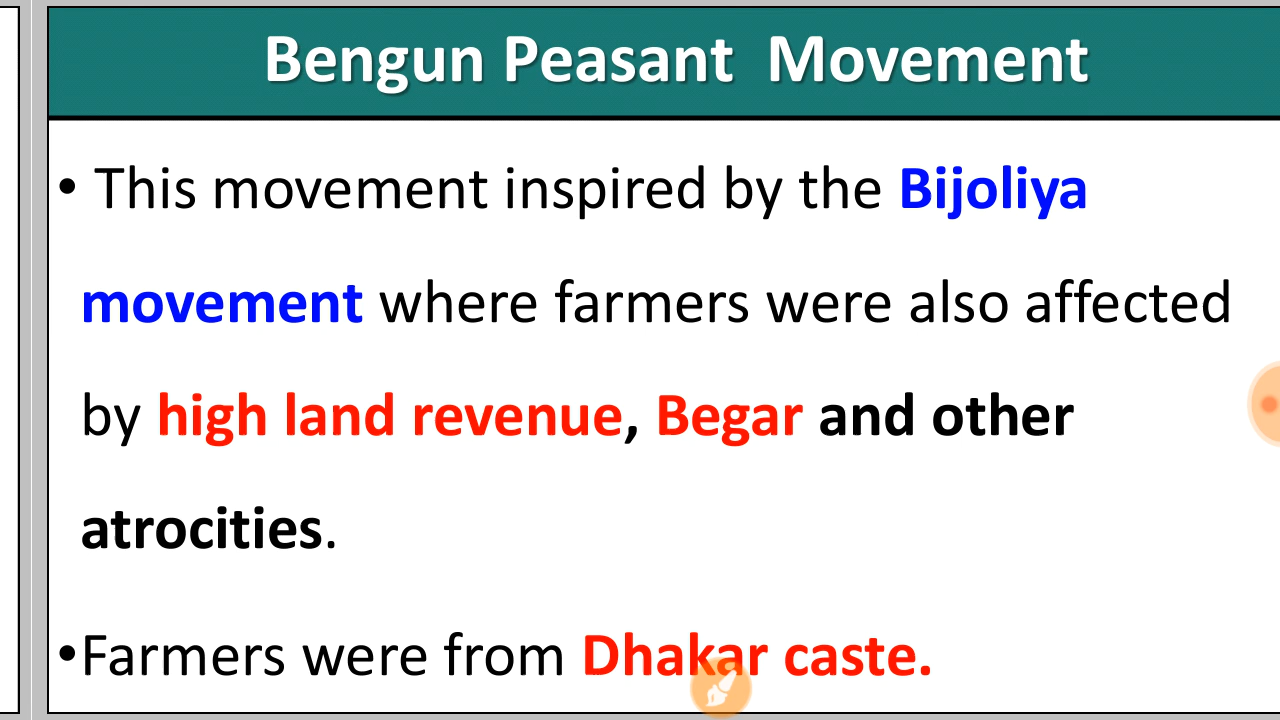 Bengun Peasant Movement
• This movement inspired by the Bijoliya
movement where farmers were also affected
by high land revenue, Begar and other
atrocities.
•Farmers were from Dhakar caste.